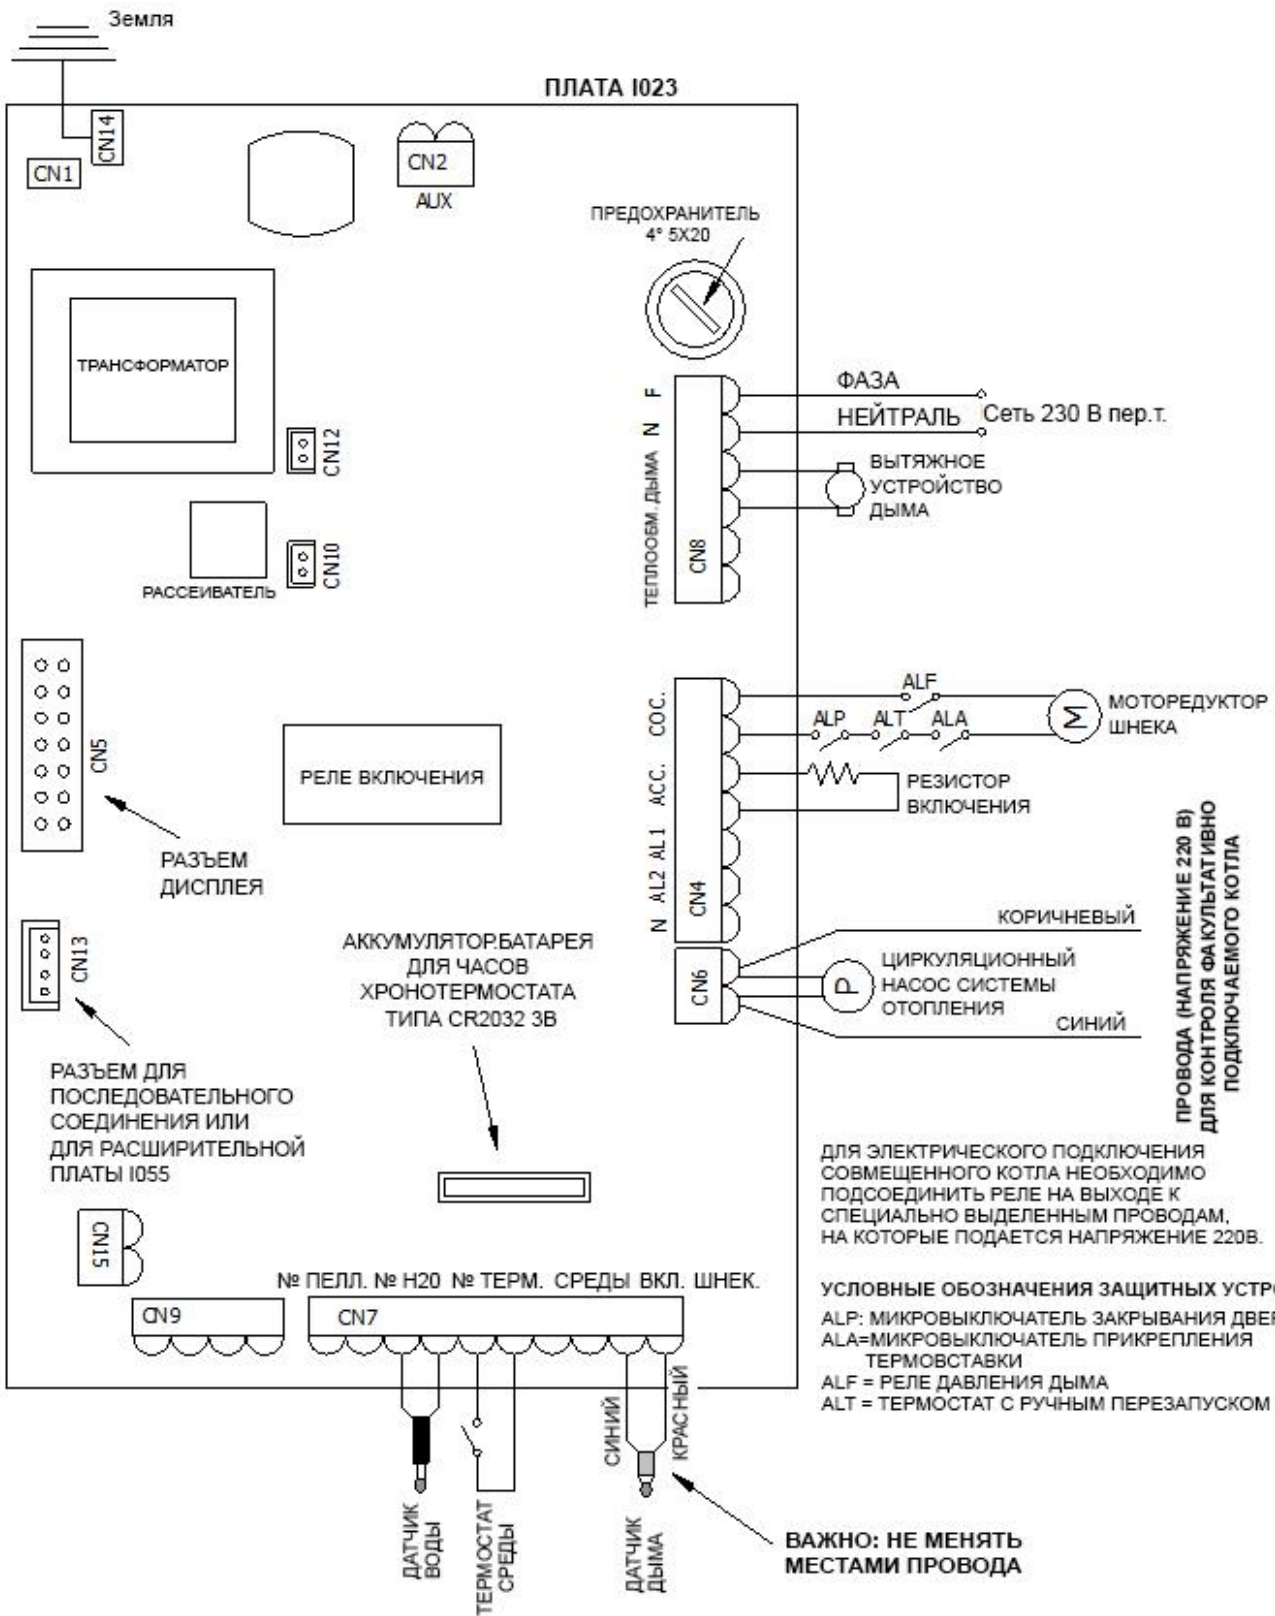 Земля
ПЛАТА I023
CN14
CN1
CN2
AUX
ПРЕДОХРАНИТЕЛЬ
4° 5X20
ТРАНСФОРМАТОР
CN12
F
N
ТЕПЛООБМ. ДЫМА
CN8
ФАЗА
НЕЙТРАЛЬ
Сеть 230 В пер.т.
ВЫТЯЖНОЕ
УСТРОЙСТВО
ДЫМА
CN10
РАССЕИВАТЕЛЬ
CN5
РАЗЪЕМ
ДИСПЛЕЯ
РЕЛЕ ВКЛЮЧЕНИЯ
COC.
ACC.
AL1
AL2
N
CN4
ALF
ALP
ALT
ALA
M
МОТОРЕДУКТОР
ШНЕКА
РЕЗИСТОР
ВКЛЮЧЕНИЯ
CN13
РАЗЪЕМ ДЛЯ
ПОСЛЕДОВАТЕЛЬНОГО
СОЕДИНЕНИЯ ИЛИ
ДЛЯ РАСШИРИТЕЛЬНОЙ
ПЛАТЫ I055
АККУМУЛЯТОР.БАТАРЕЯ
ДЛЯ ЧАСОВ
ХРОНОТЕРМОСТАТА
ТИПА CR2032 3В
CN6
КОРИЧНЕВЫЙ
P
ЦИРКУЛЯЦИОННЫЙ
НАСОС СИСТЕМЫ
ОТОПЛЕНИЯ
СИНИЙ
ПРОВОДА (НАПРЯЖЕНИЕ 220 В)
ДЛЯ КОНТРОЛЯ ФАКУЛЬТАТИВНО
ПОДКЛЮЧАЕМОГО КОТЛА
ДЛЯ ЭЛЕКТРИЧЕСКОГО ПОДКЛЮЧЕНИЯ
СОВМЕЩЕННОГО КОТЛА НЕОБХОДИМО
ПОДСОЕДИНИТЬ РЕЛЕ НА ВЫХОДЕ К
СПЕЦИАЛЬНО ВЫДЕЛЕННЫМ ПРОВОДАМ,
НА КОТОРЫЕ ПОДАЕТСЯ НАПРЯЖЕНИЕ 220В.
УСЛОВНЫЕ ОБОЗНАЧЕНИЯ ЗАЩИТНЫХ УСТР
ALP: МИКРОВЫКЛЮЧАТЕЛЬ ЗАКРЫВАНИЯ ДВЕ
ALA=МИКРОВЫКЛЮЧАТЕЛЬ ПРИКРЕПЛЕНИЯ
ТЕРМОВСТАВКИ
ALF = РЕЛЕ ДАВЛЕНИЯ ДЫМА
ALT = ТЕРМОСТАТ С РУЧНЫМ ПЕРЕЗАПУСКОМ
CN15
CN9
№ ПЕЛЛ. № H20 № ТЕРМ. СРЕДЫ ВКЛ. ШНЕК.
CN7
СИНИЙ
КРАСНЫЙ
ДАТЧИК
ВОДЫ
ТЕРМОСТАТ
СРЕДЫ
ДАТЧИК
ДЫМА
ВАЖНО: НЕ МЕНЯТЬ
МЕСТАМИ ПРОВОДА